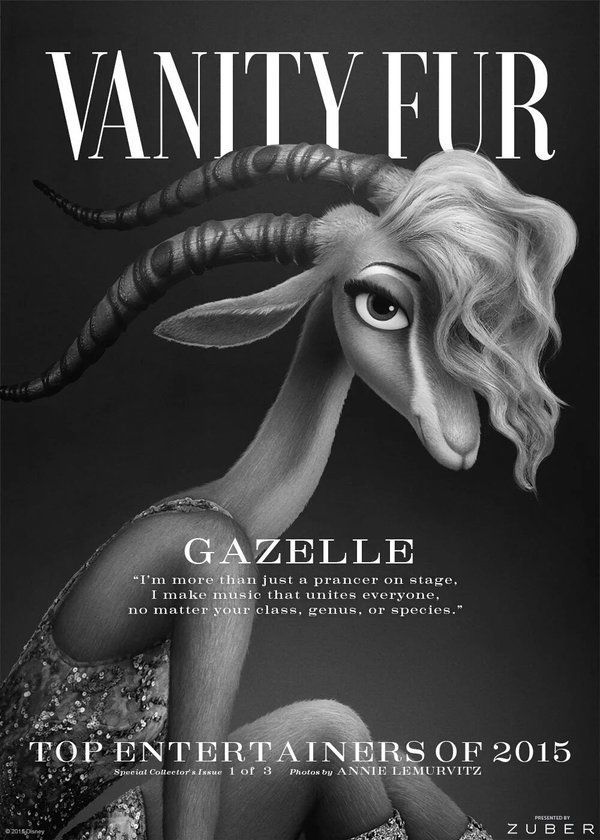 VANITY FUR
GAZELLE
“I'm more than just a prancer on stage,
I make music that unites everyone,
no matter your class, genus, or species.”
TOP ENTERTAINERS OF 2015
Special Collector's Issue 1 of 3 Photos by ANNIE LEMURVITZ
© 2015 Disney
PRESENTED BY
ZUBER